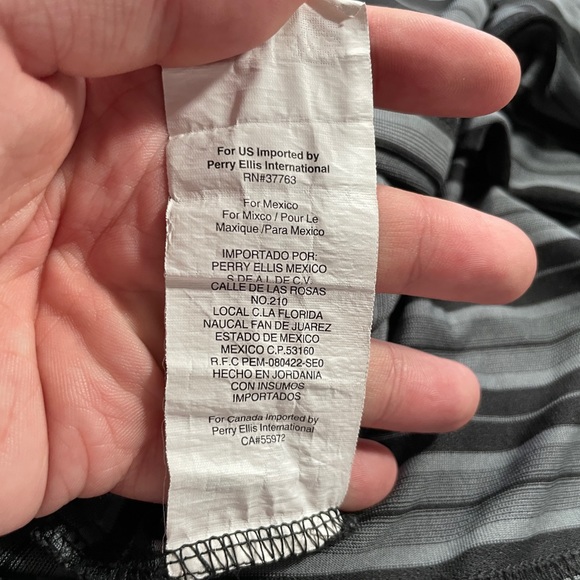 For US Imported by
Perry Ellis International
RN#37763
For Mexico
For Mixco / Pour Le
Maxique /Para Mexico
IMPORTADO POR:
PERRY ELLIS MEXICO
S DE A.L DE C.V.
CALLE DE LAS ROSAS
NO.210
LOCAL C.LA FLORIDA
NAUCAL FAN DE JUAREZ
ESTADO DE MEXICO
MEXICO C.P.53160
R.F.C PEM-080422-SE0
HECHO EN JORDANIA
CON INSUMOS
IMPORTADOS
For Canada Imported by
Perry Ellis International
CA#55972